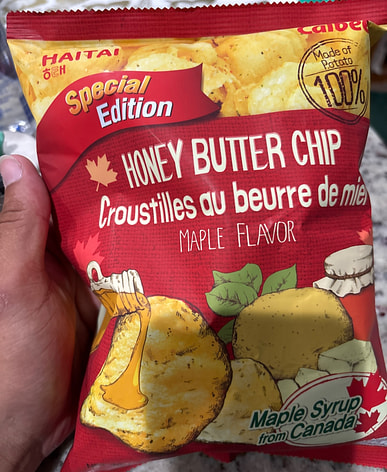 HAITAI
해태
Calbee
Special
Edition
Made of
Potato
100%
HONEY BUTTER CHIP
Croustilles au beurre de miel
MAPLE FLAVOR
Maple Syrup
from Canada